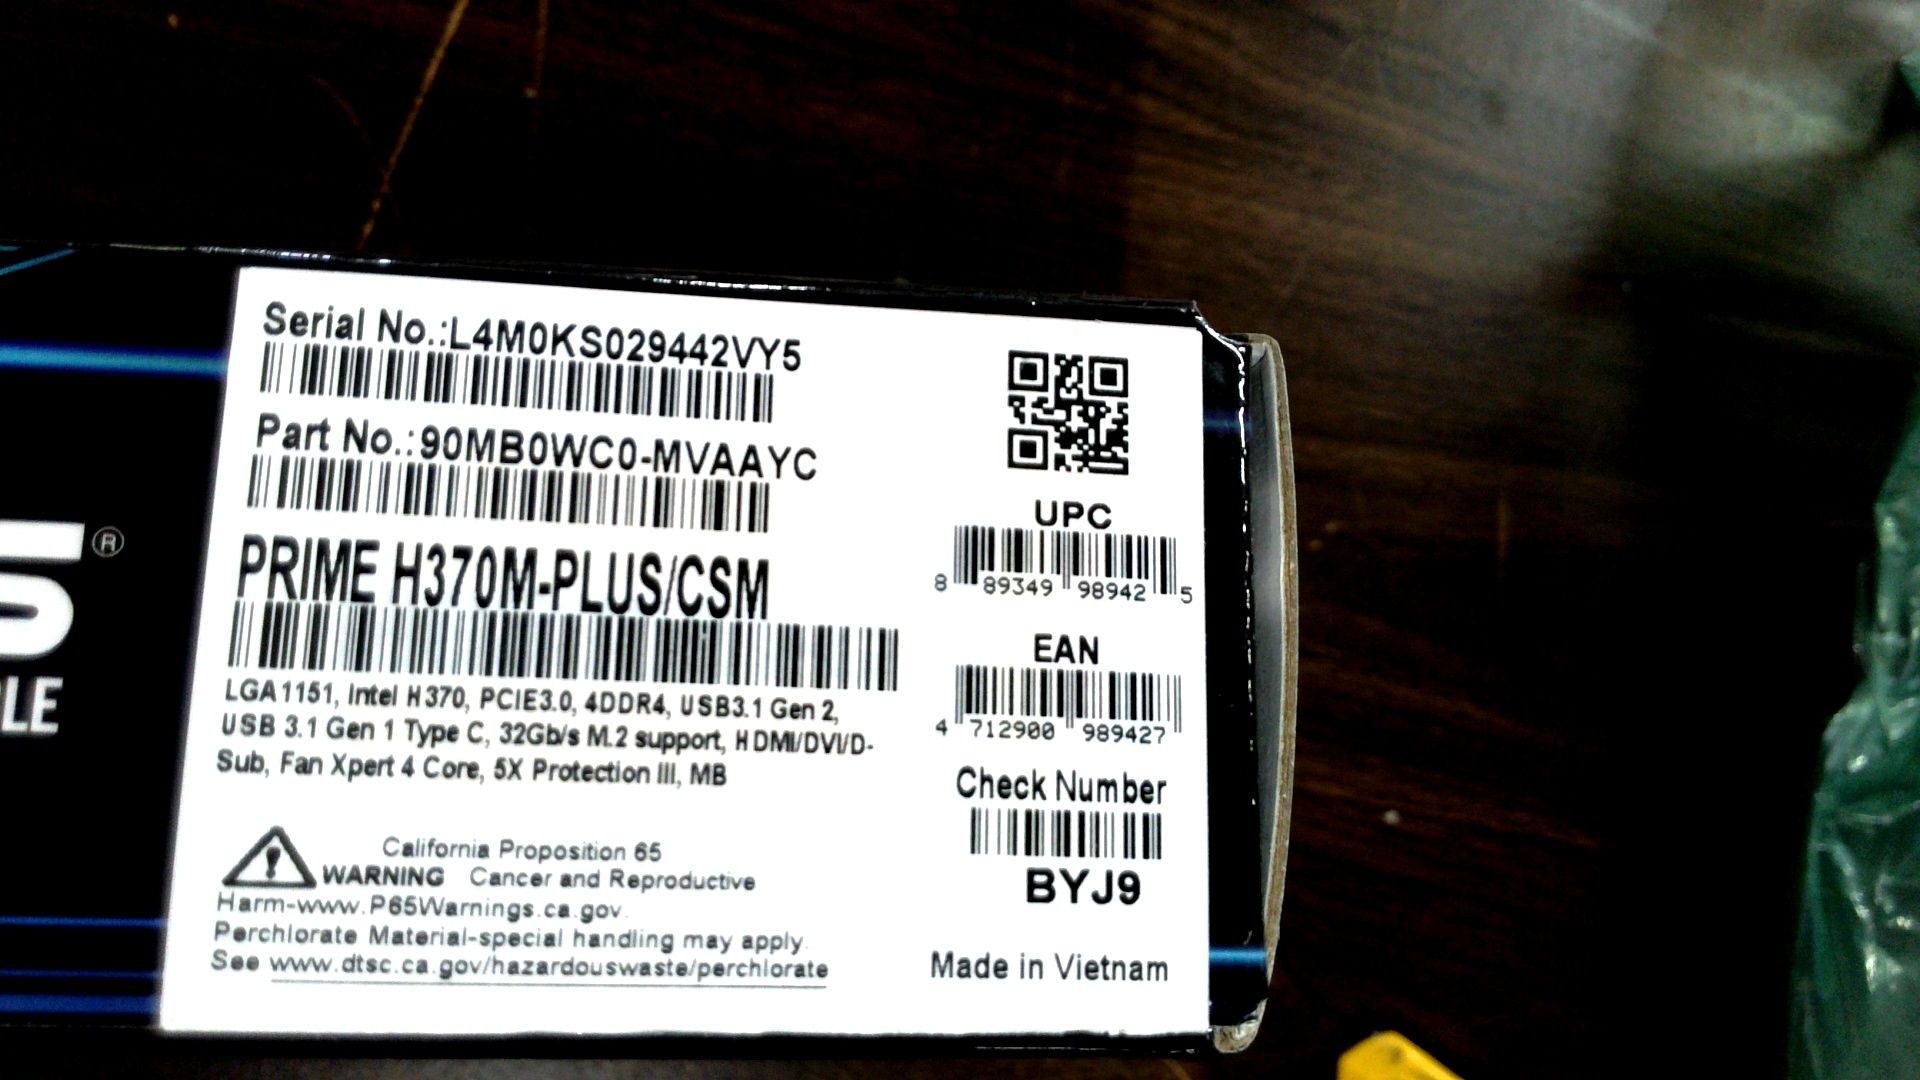 Serial No.:L4M0KS029442VY5
Part No.:90MB0WC0-MVAAYC
PRIME H370M-PLUS/CSM
LGA1151, Intel H370, PCIE3.0, 4DDR4, USB3.1 Gen 2,
USB 3.1 Gen 1 Type C, 32Gb/s M.2 support, HDMI/DVI/D-
Sub, Fan Xpert 4 Core, 5X Protection III, MB
California Proposition 65
WARNING Cancer and Reproductive
Harm-www.P65Warnings.ca.gov.
Perchlorate Material-special handling may apply.
See www.dtsc.ca.gov/hazardouswaste/perchlorate
UPC
8 89349 98942 5
EAN
4 712900 989427
Check Number
BYJ9
Made in Vietnam
S®
LE